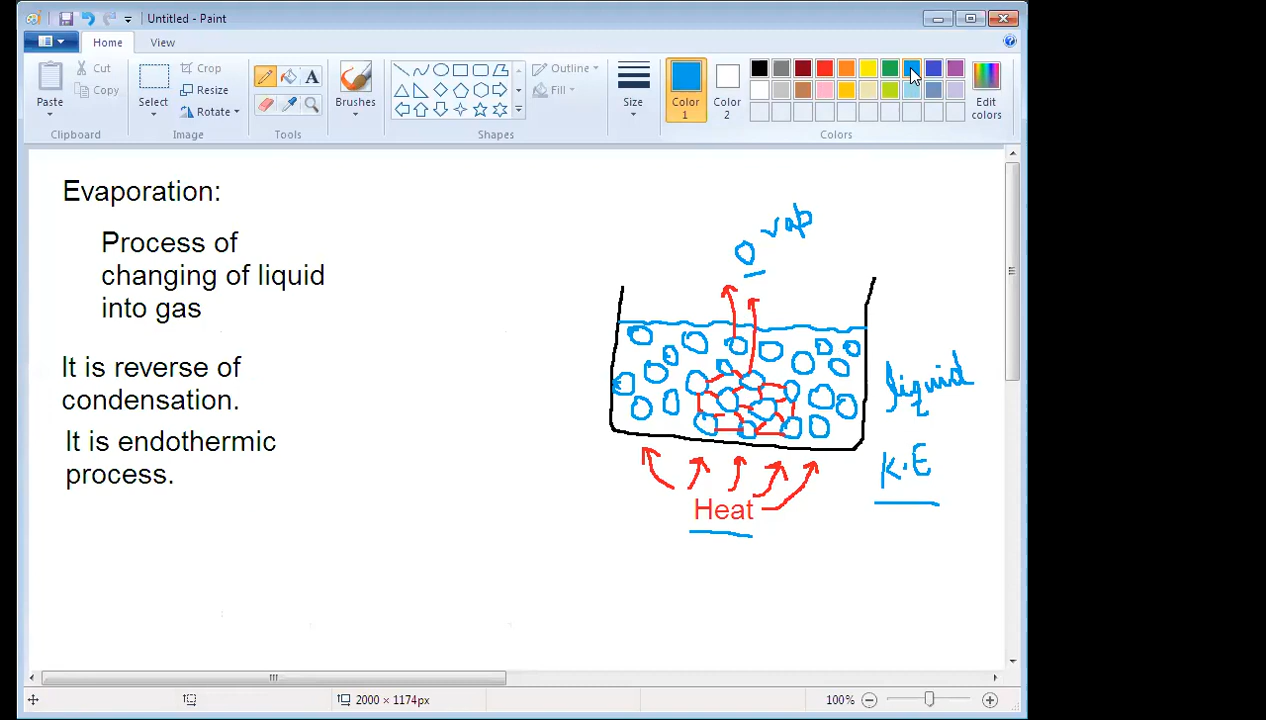 Untitled - Paint
Home
View
Cut
Copy
Paste
Clipboard
Crop
Resize
Rotate
Select
Image
A
Tools
Brushes
Outline
Fill
Shapes
Size
Color 1
Color 2
Edit colors
Colors
Evaporation:
Process of
changing of liquid
into gas
It is reverse of
condensation.
It is endothermic
process.
vap
liquid
K.E
Heat
2000 × 1174px
100%